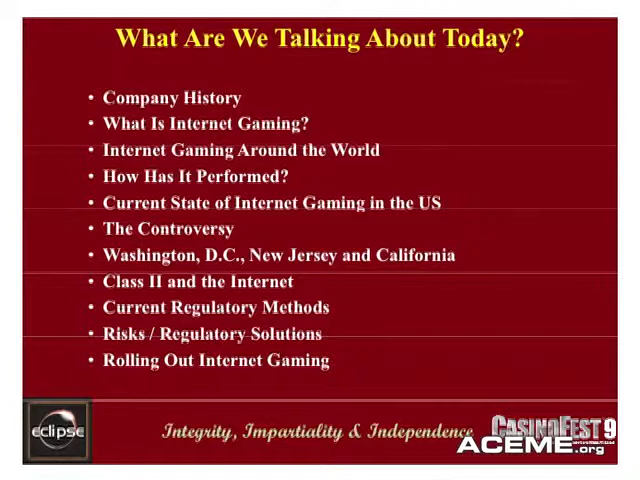 What Are We Talking About Today?
• Company History
• What Is Internet Gaming?
• Internet Gaming Around the World
• How Has It Performed?
• Current State of Internet Gaming in the US
• The Controversy
• Washington, D.C., New Jersey and California
• Class II and the Internet
• Current Regulatory Methods
• Risks / Regulatory Solutions
• Rolling Out Internet Gaming
eclipse
Integrity, Impartiality & Independence
CASINOFEST 9
ACEME.org